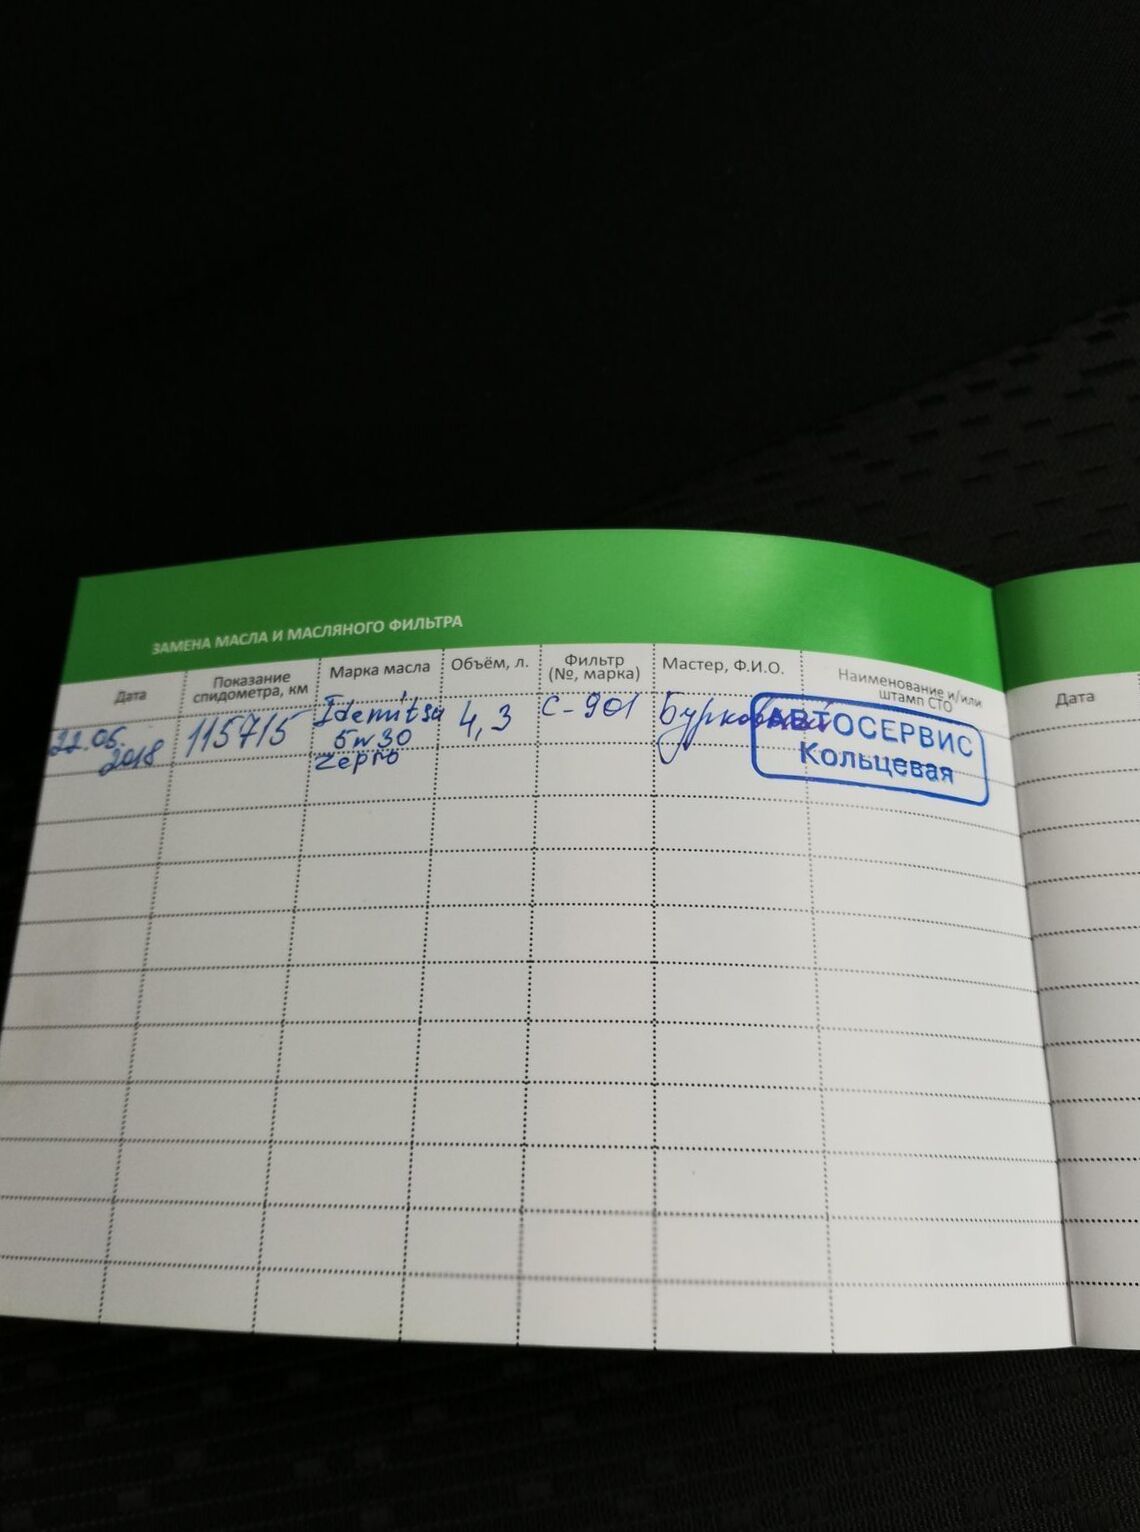 ЗАМЕНА МАСЛА И МАСЛЯНОГО ФИЛЬТРА
Дата
Показание
спидометра, км
Марка масла
Объём, л.
Фильтр
(№, марка)
Мастер, Ф.И.О.
Наименование и/или
штамп СТО
Дата
22.05
2018
115715
Idemitsu
5w30
Zepro
4,3
C-901
АВТОСЕРВИС
Кольцевая